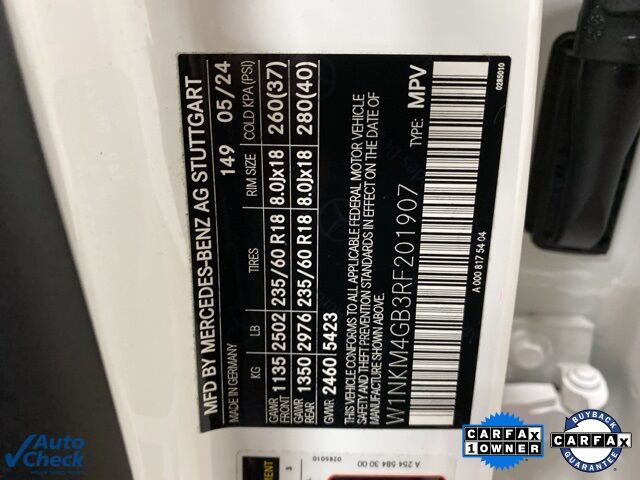 MFD BY MERCEDES-BENZ AG STUTTGART
MADE IN GERMANY 149 05/24
KG LB TIRES RIM SIZE COLD KPA (PSI)
GAWR FRONT 1135 2502 235/60 R18 8.0Jx18 260(37)
GAWR REAR 1350 2976 235/60 R18 8.0Jx18 280(40)
GVWR 2460 5423
THIS VEHICLE CONFORMS TO ALL APPLICABLE FEDERAL MOTOR VEHICLE
SAFETY AND THEFT PREVENTION STANDARDS IN EFFECT ON THE DATE OF
MANUFACTURE SHOWN ABOVE.
W1NKM4GB3RF201907 TYPE: MPV
A 000 817 54 04
0285010
A 254 584 30 00
0285010
3
AutoCheck
CARFAX
1 OWNER
BUYBACK
CARFAX
GUARANTEE